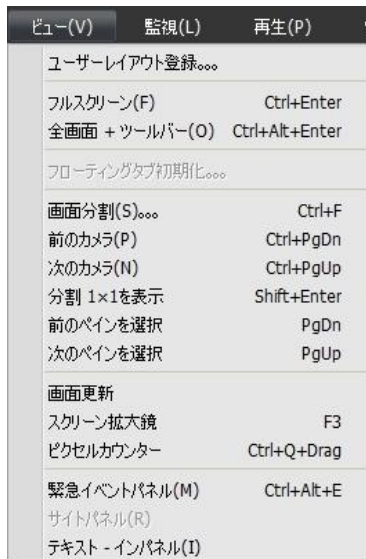 ビュー(V) 監視(L) 再生(P)
ユーザーレイアウト登録...
フルスクリーン(F) Ctrl+Enter
全画面 + ツールバー(O) Ctrl+Alt+Enter
フローティングタブ初期化...
画面分割(S)... Ctrl+F
前のカメラ(P) Ctrl+PgDn
次のカメラ(N) Ctrl+PgUp
分割 1×1を表示 Shift+Enter
前のペインを選択 PgDn
次のペインを選択 PgUp
画面更新
スクリーン拡大鏡 F3
ピクセルカウンター Ctrl+Q+Drag
緊急イベントパネル(M) Ctrl+Alt+E
サイトパネル(R)
テキスト - インパネル(I)